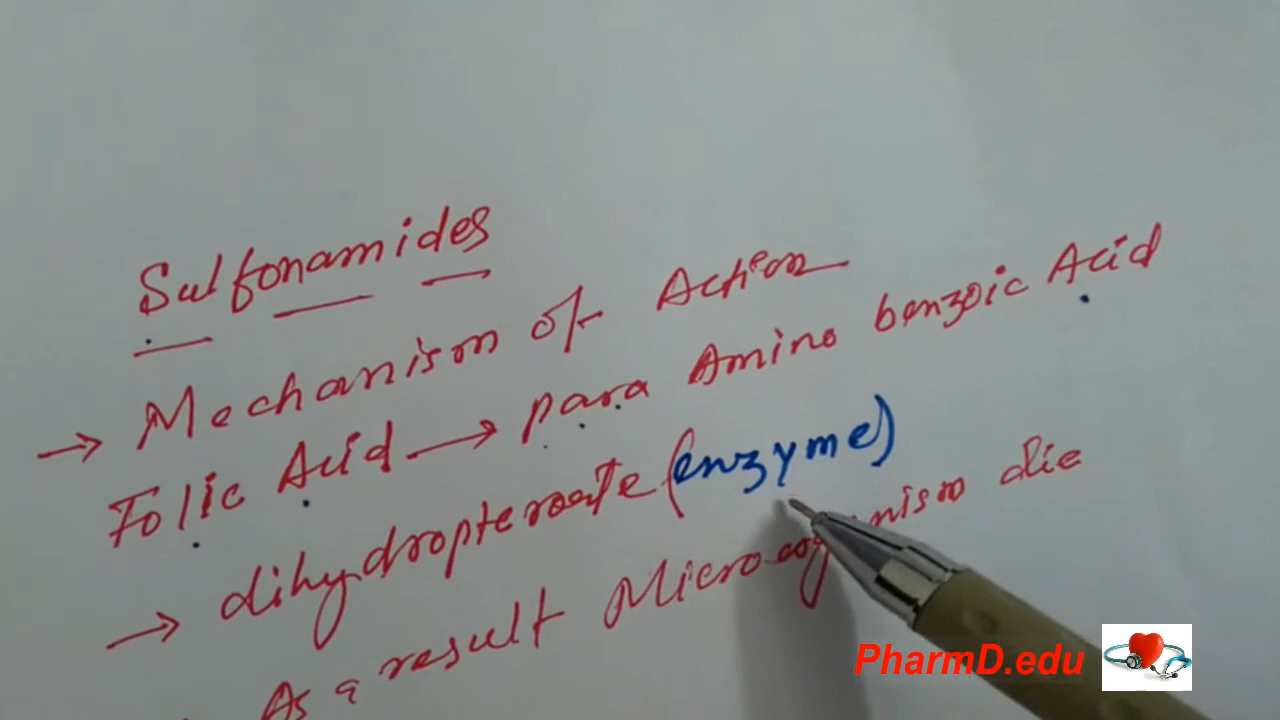 Sulfonamides
→ Mechanism of Action
Folic Acid → para Amino benzoic Acid
→ dihydropteroate (enzyme)
As a result Microorganism die
PharmD.edu